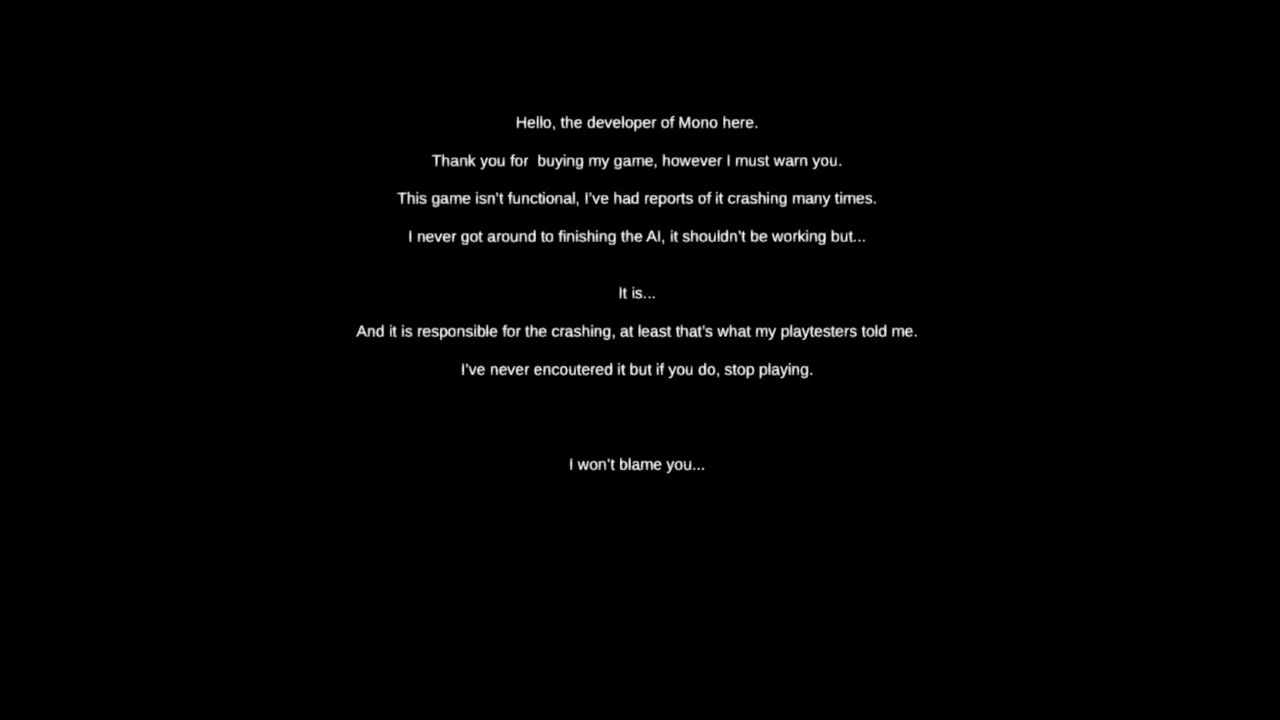 Hello, the developer of Mono here.
Thank you for  buying my game, however I must warn you.
This game isn't functional, I've had reports of it crashing many times.
I never got around to finishing the AI, it shouldn't be working but...
It is...
And it is responsible for the crashing, at least that's what my playtesters told me.
I've never encoutered it but if you do, stop playing.
I won't blame you...